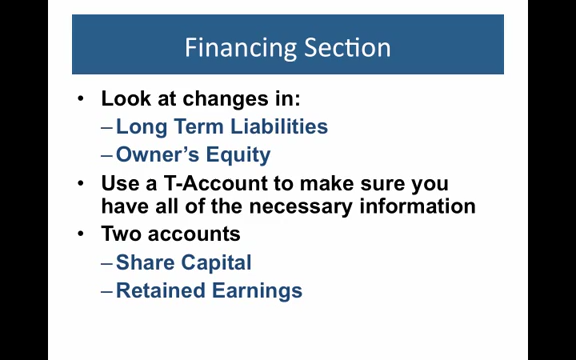 Financing Section
• Look at changes in:
–Long Term Liabilities
–Owner's Equity
• Use a T-Account to make sure you
have all of the necessary information
• Two accounts
–Share Capital
–Retained Earnings